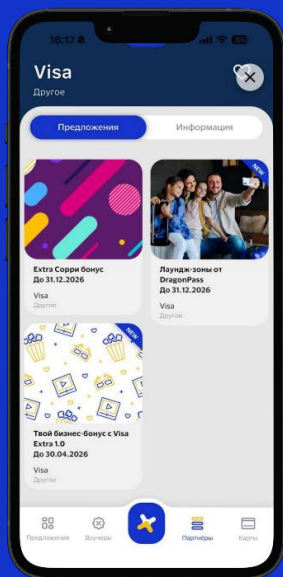 16:17
Visa
Другое
Предложения
Информация
NEW
Extra Сорри бонус
До 31.12.2026
Visa
Другое
Лаундж-зоны от
DragonPass
До 31.12.2026
Visa
Другое
NEW
Твой бизнес-бонус с Visa
Extra 1.0
До 30.04.2026
Visa
Другое
Предложения
Ваучеры
Партнёры
Карты